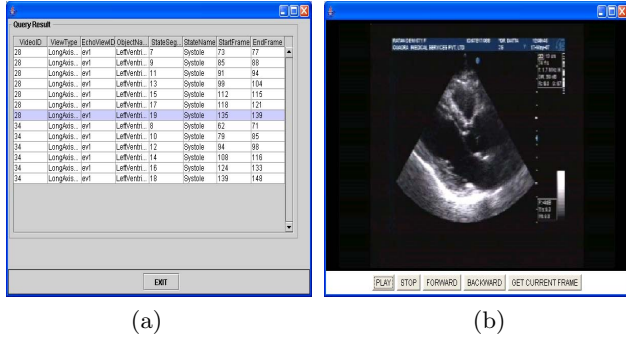 Query Result
VideoID ViewType EchoViewID ObjectNa... StateSeg... StateName StartFrame EndFrame
28 LongAxis... ev1 LeftVentri... 7 Systole 73 77
28 LongAxis... ev1 LeftVentri... 9 Systole 85 88
28 LongAxis... ev1 LeftVentri... 11 Systole 91 94
28 LongAxis... ev1 LeftVentri... 13 Systole 99 104
28 LongAxis... ev1 LeftVentri... 15 Systole 112 115
28 LongAxis... ev1 LeftVentri... 17 Systole 118 121
28 LongAxis... ev1 LeftVentri... 19 Systole 135 139
34 LongAxis... ev1 LeftVentri... 8 Systole 62 71
34 LongAxis... ev1 LeftVentri... 10 Systole 79 85
34 LongAxis... ev1 LeftVentri... 12 Systole 94 98
34 LongAxis... ev1 LeftVentri... 14 Systole 108 116
34 LongAxis... ev1 LeftVentri... 16 Systole 124 133
34 LongAxis... ev1 LeftVentri... 18 Systole 139 148
EXIT
MEDICAL SERVICES PVT LTD
PLAY STOP FORWARD BACKWARD GET CURRENT FRAME
(a) (b)